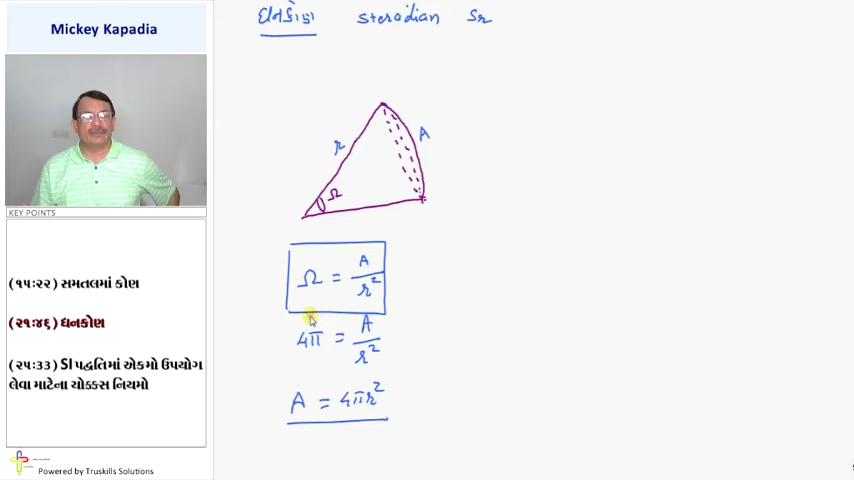 Mickey Kapadia
KEY POINTS
(૧૫:૨૨) સમતલમાં કોણ
(૨૧:૪૬) ઘનકોણ
(૨૫:૩૩) SI પદ્ધતિમાં એકમો ઉપયોગ
લેવા માટેના ચોક્કસ નિયમો
Powered by Truskills Solutions
ઘનકોણ steradian Sr
r
A
Ω
Ω = A / r²
4π = A / r²
A = 4πr²